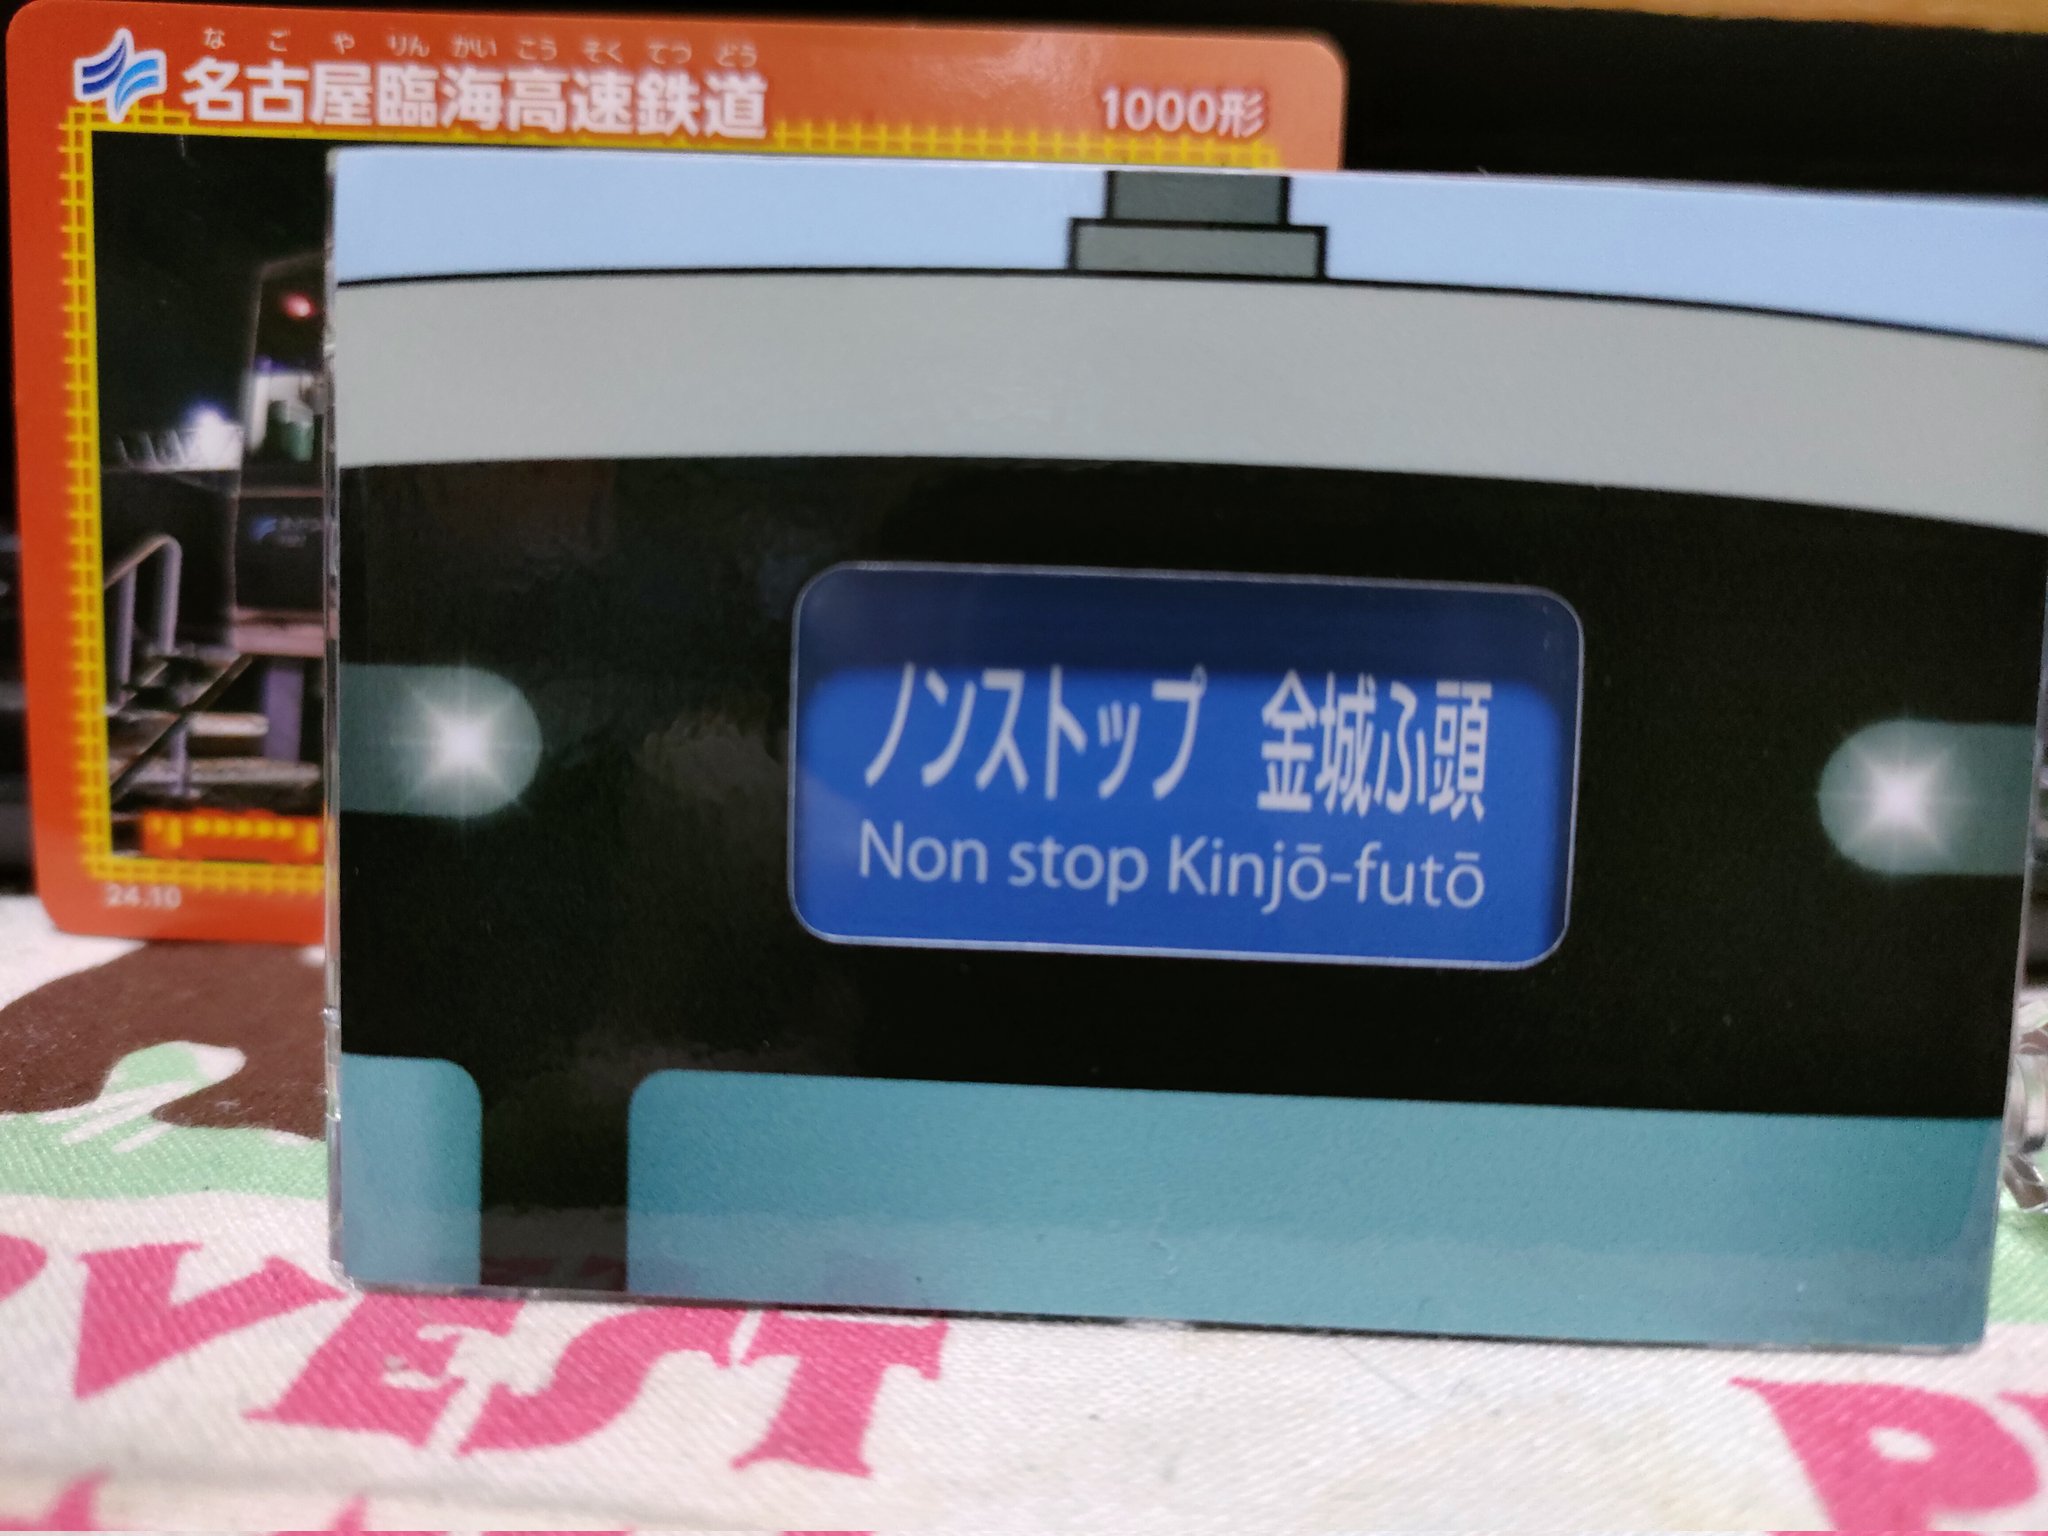 なごやりんかいこうそくてつどう
名古屋臨海高速鉄道
1000形
ノンストップ 金城ふ頭
Non stop Kinjō-futō
24.10
VEST